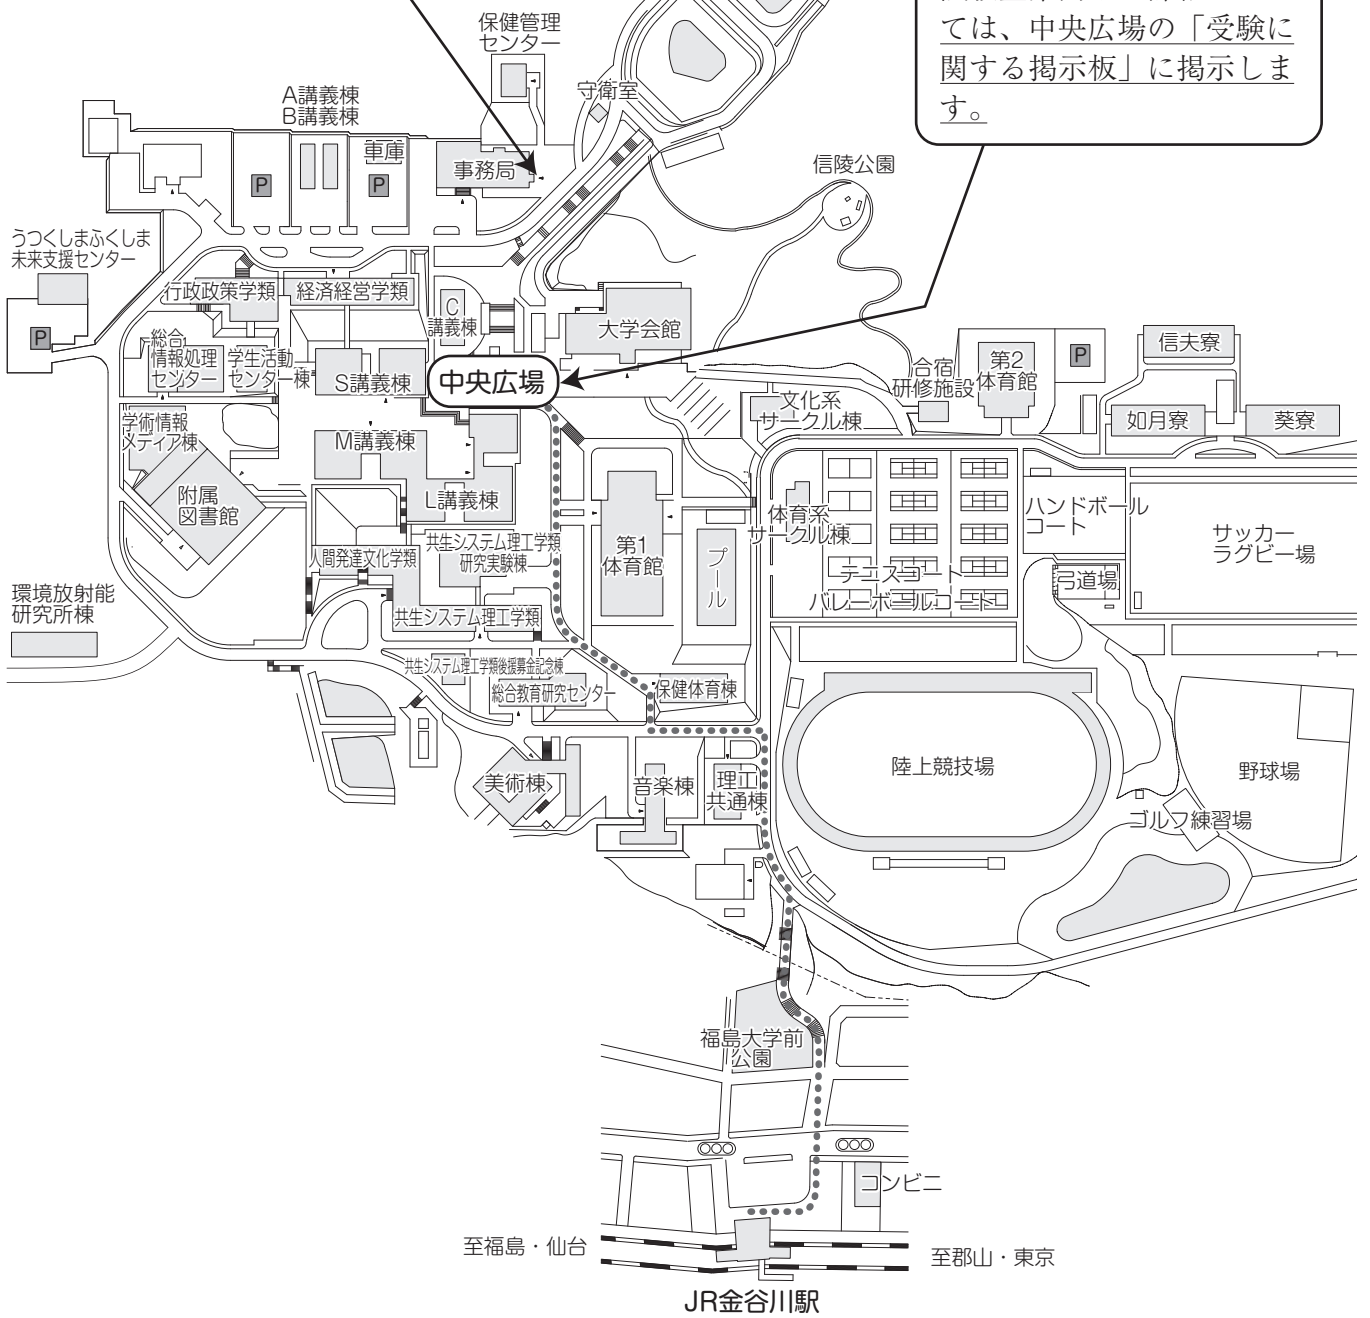 ては、中央広場の「受験に
関する掲示板」に掲示しま
す。
保健管理
センター
守衛室
A講義棟
B講義棟
車庫
事務局
P
P
信陵公園
うつくしまふくしま
未来支援センター
行政政策学類
経済経営学類
C
講義棟
大学会館
P
総合
情報処理
センター
学生活動
センター棟
S講義棟
中央広場
合宿
研修施設
第2
体育館
P
信夫寮
文化系
サークル棟
如月寮
葵寮
学術情報
メディア棟
M講義棟
附属
図書館
L講義棟
体育系
サークル棟
ハンドボール
コート
サッカー
ラグビー場
人間発達文化学類
共生システム理工学類
研究実験棟
第1
体育館
プール
テニスコート
バレーボールコート
弓道場
環境放射能
研究所棟
共生システム理工学類
共生システム理工学類後援募金記念棟
総合教育研究センター
保健体育棟
美術棟
音楽棟
理工
共通棟
陸上競技場
野球場
ゴルフ練習場
福島大学前
公園
コンビニ
至福島・仙台
至郡山・東京
JR金谷川駅